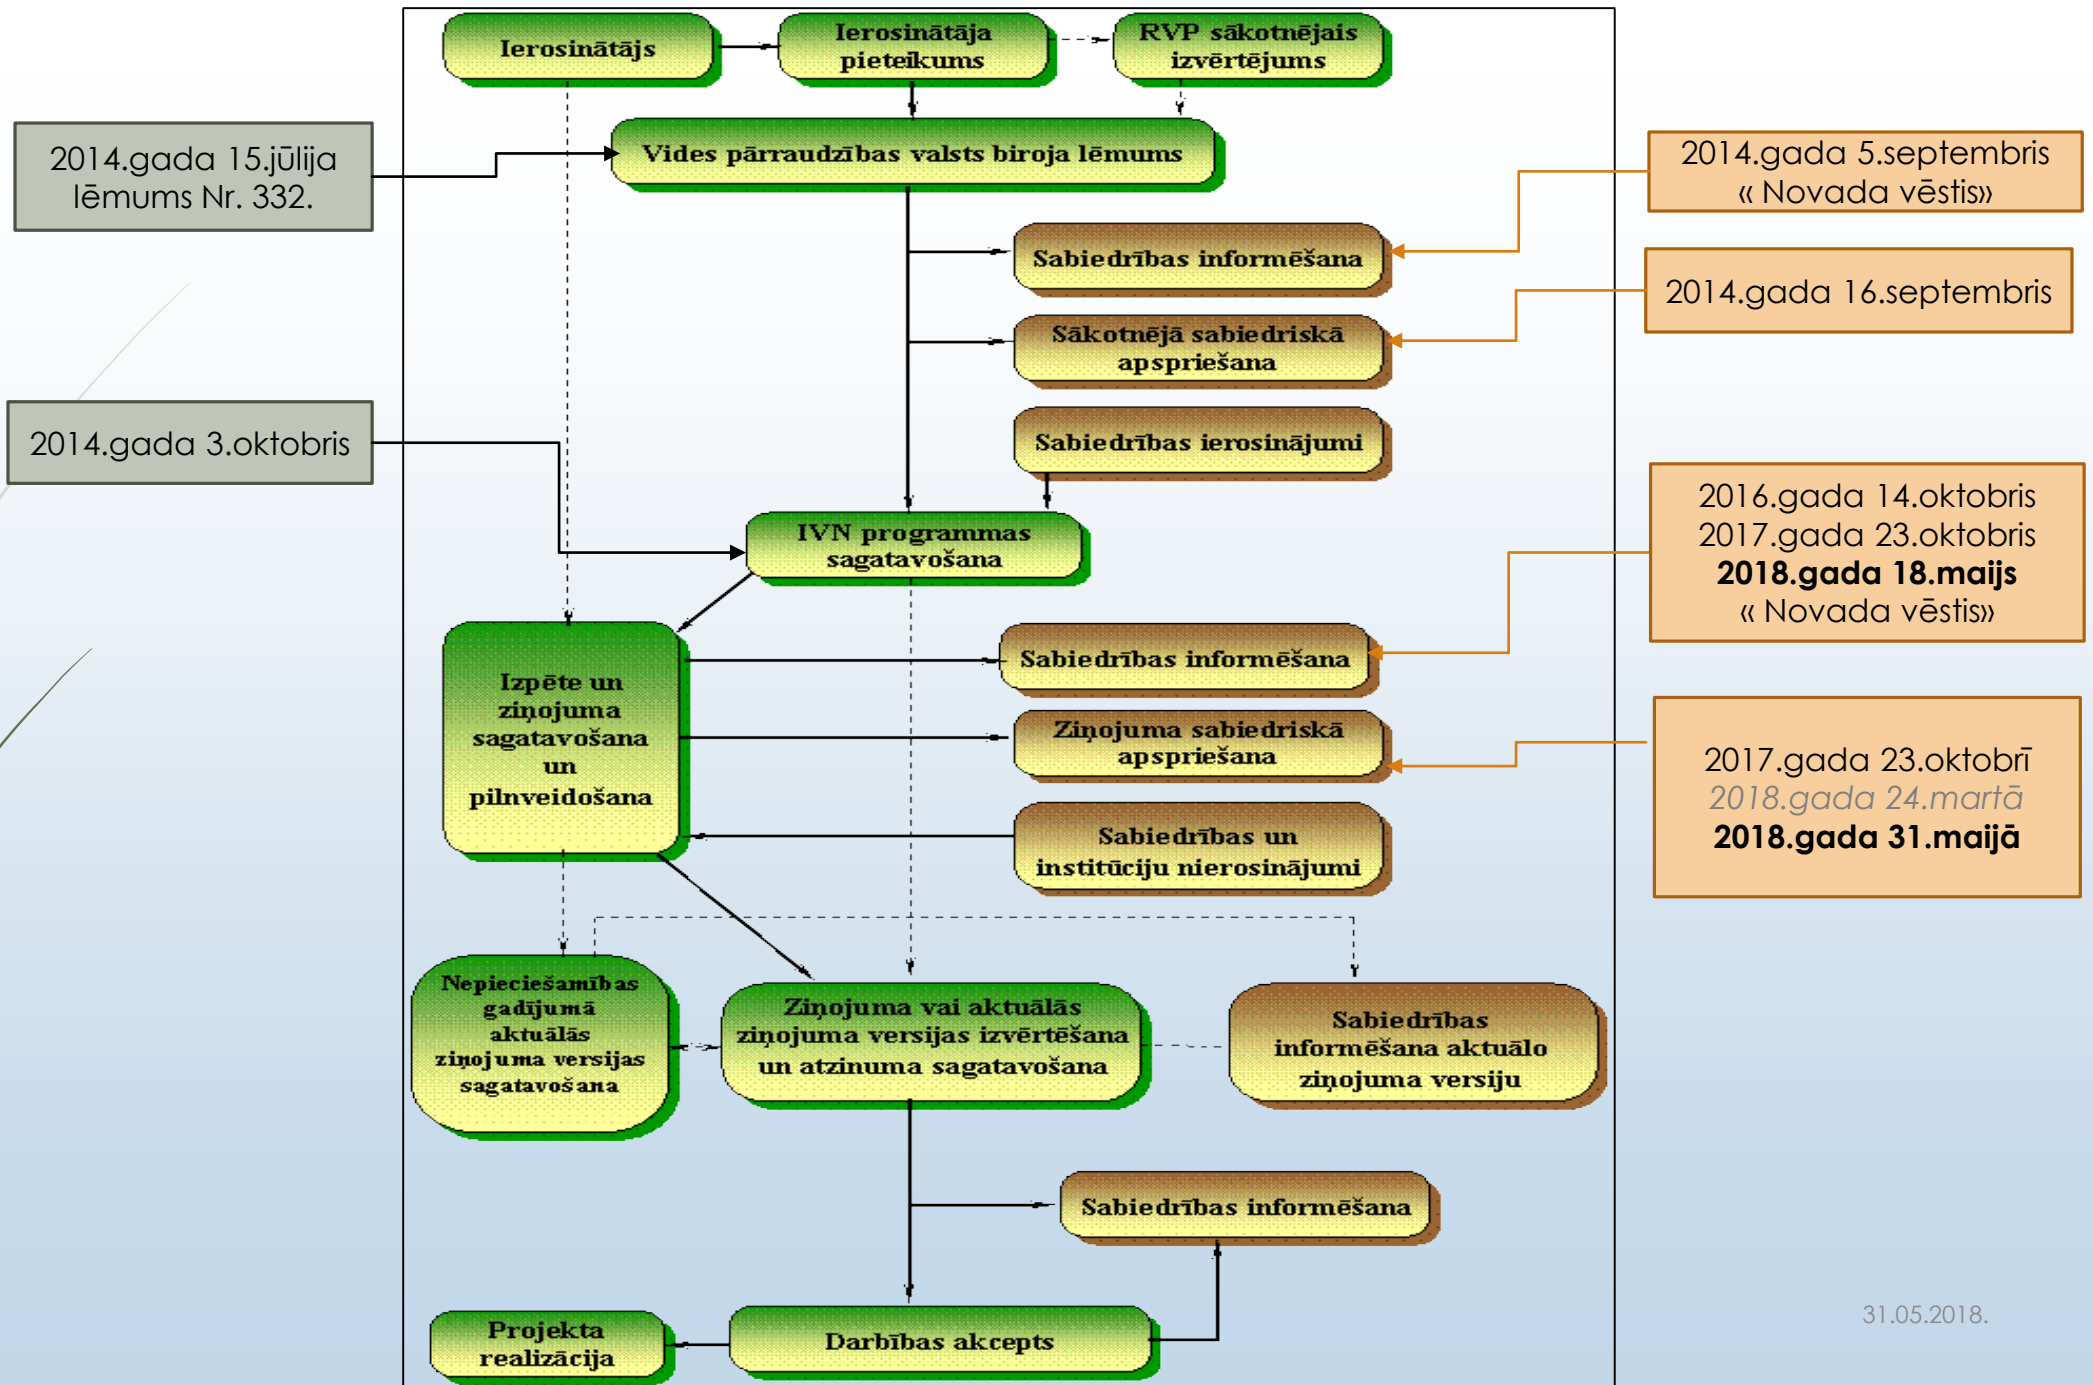 Ierosinātājs
Ierosinātāja
pieteikums
RVP sākotnējais
izvērtējums
2014.gada 15.jūlija
lēmums Nr. 332.
Vides pārraudzības valsts biroja lēmums
2014.gada 5.septembris
« Novada vēstis»
Sabiedrības informēšana
2014.gada 16.septembris
Sākotnējā sabiedriskā
apspriešana
2014.gada 3.oktobris
Sabiedrības ierosinājumi
IVN programmas
sagatavošana
2016.gada 14.oktobris
2017.gada 23.oktobris
2018.gada 18.maijs
« Novada vēstis»
Izpēte un
ziņojuma
sagatavošana
un
pilnveidošana
Sabiedrības informēšana
Ziņojuma sabiedriskā
apspriešana
2017.gada 23.oktobrī
2018.gada 24.martā
2018.gada 31.maijā
Sabiedrības un
institūciju nierosinājumi
Nepieciešamības
gadījumā
aktuālās
ziņojuma versijas
sagatavošana
Ziņojuma vai aktuālās
ziņojuma versijas izvērtēšana
un atzinuma sagatavošana
Sabiedrības
informēšana aktuālo
ziņojuma versiju
Sabiedrības informēšana
Projekta
realizācija
Darbības akcepts
31.05.2018.